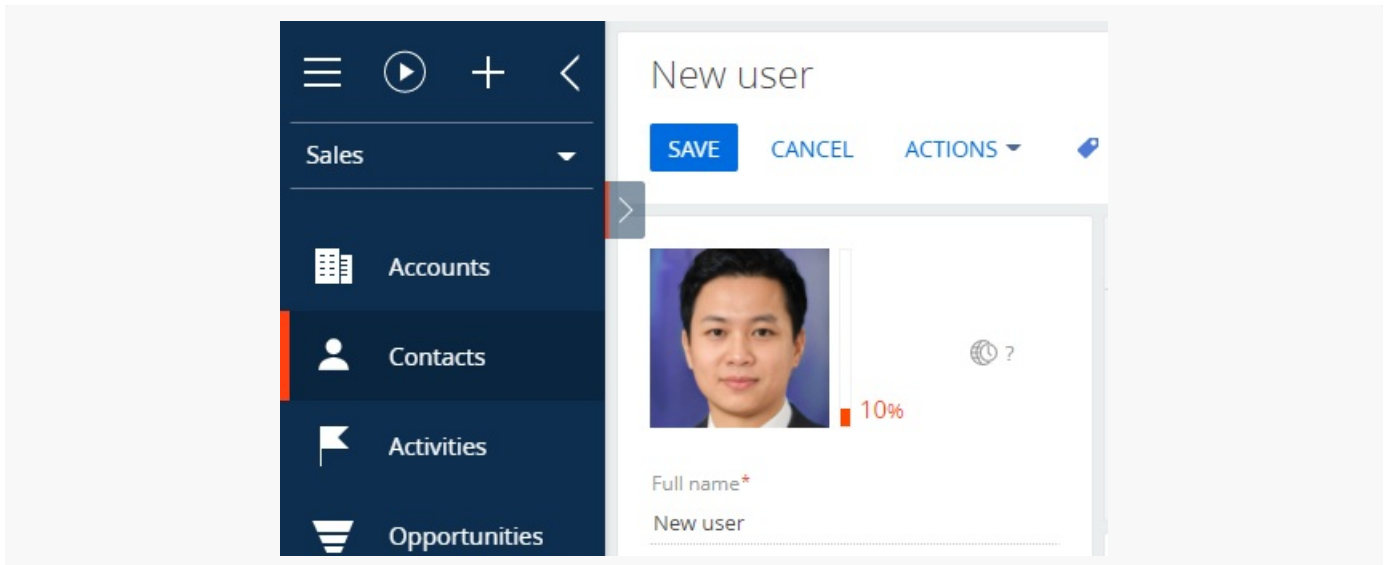 New user
Sales
SAVE CANCEL ACTIONS
Accounts
Contacts
?
10%
Activities
Full name*
New user
Opportunities